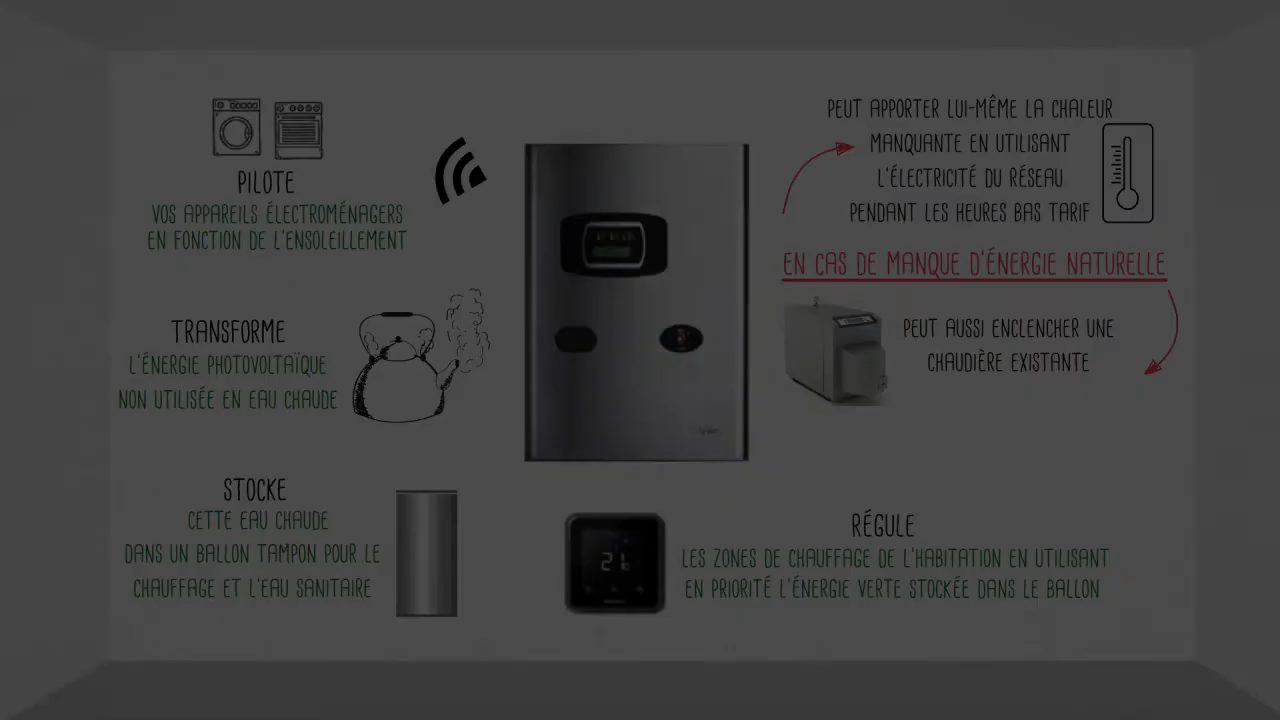 PILOTE
VOS APPAREILS ÉLECTROMÉNAGERS
EN FONCTION DE L'ENSOLEILLEMENT
TRANSFORME
L'ÉNERGIE PHOTOVOLTAÏQUE
NON UTILISÉE EN EAU CHAUDE
STOCKE
CETTE EAU CHAUDE
DANS UN BALLON TAMPON POUR LE
CHAUFFAGE ET L'EAU SANITAIRE
PEUT APPORTER LUI-MÊME LA CHALEUR
MANQUANTE EN UTILISANT
L'ÉLECTRICITÉ DU RÉSEAU
PENDANT LES HEURES BAS TARIF
EN CAS DE MANQUE D'ÉNERGIE NATURELLE
PEUT AUSSI ENCLENCHER UNE
CHAUDIÈRE EXISTANTE
21
RÉGULE
LES ZONES DE CHAUFFAGE DE L'HABITATION EN UTILISANT
EN PRIORITÉ L'ÉNERGIE VERTE STOCKÉE DANS LE BALLON